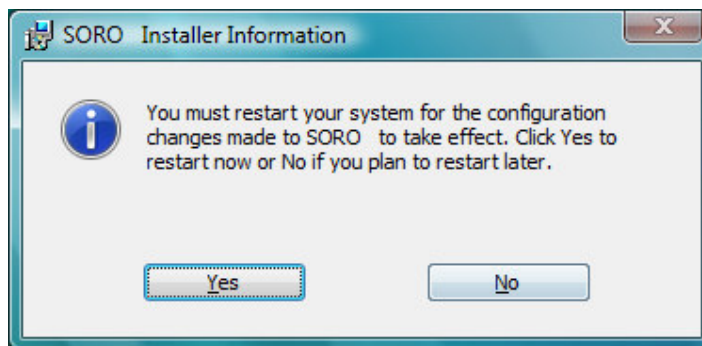 SORO   Installer Information
You must restart your system for the configuration
changes made to SORO   to take effect. Click Yes to
restart now or No if you plan to restart later.
Yes
No